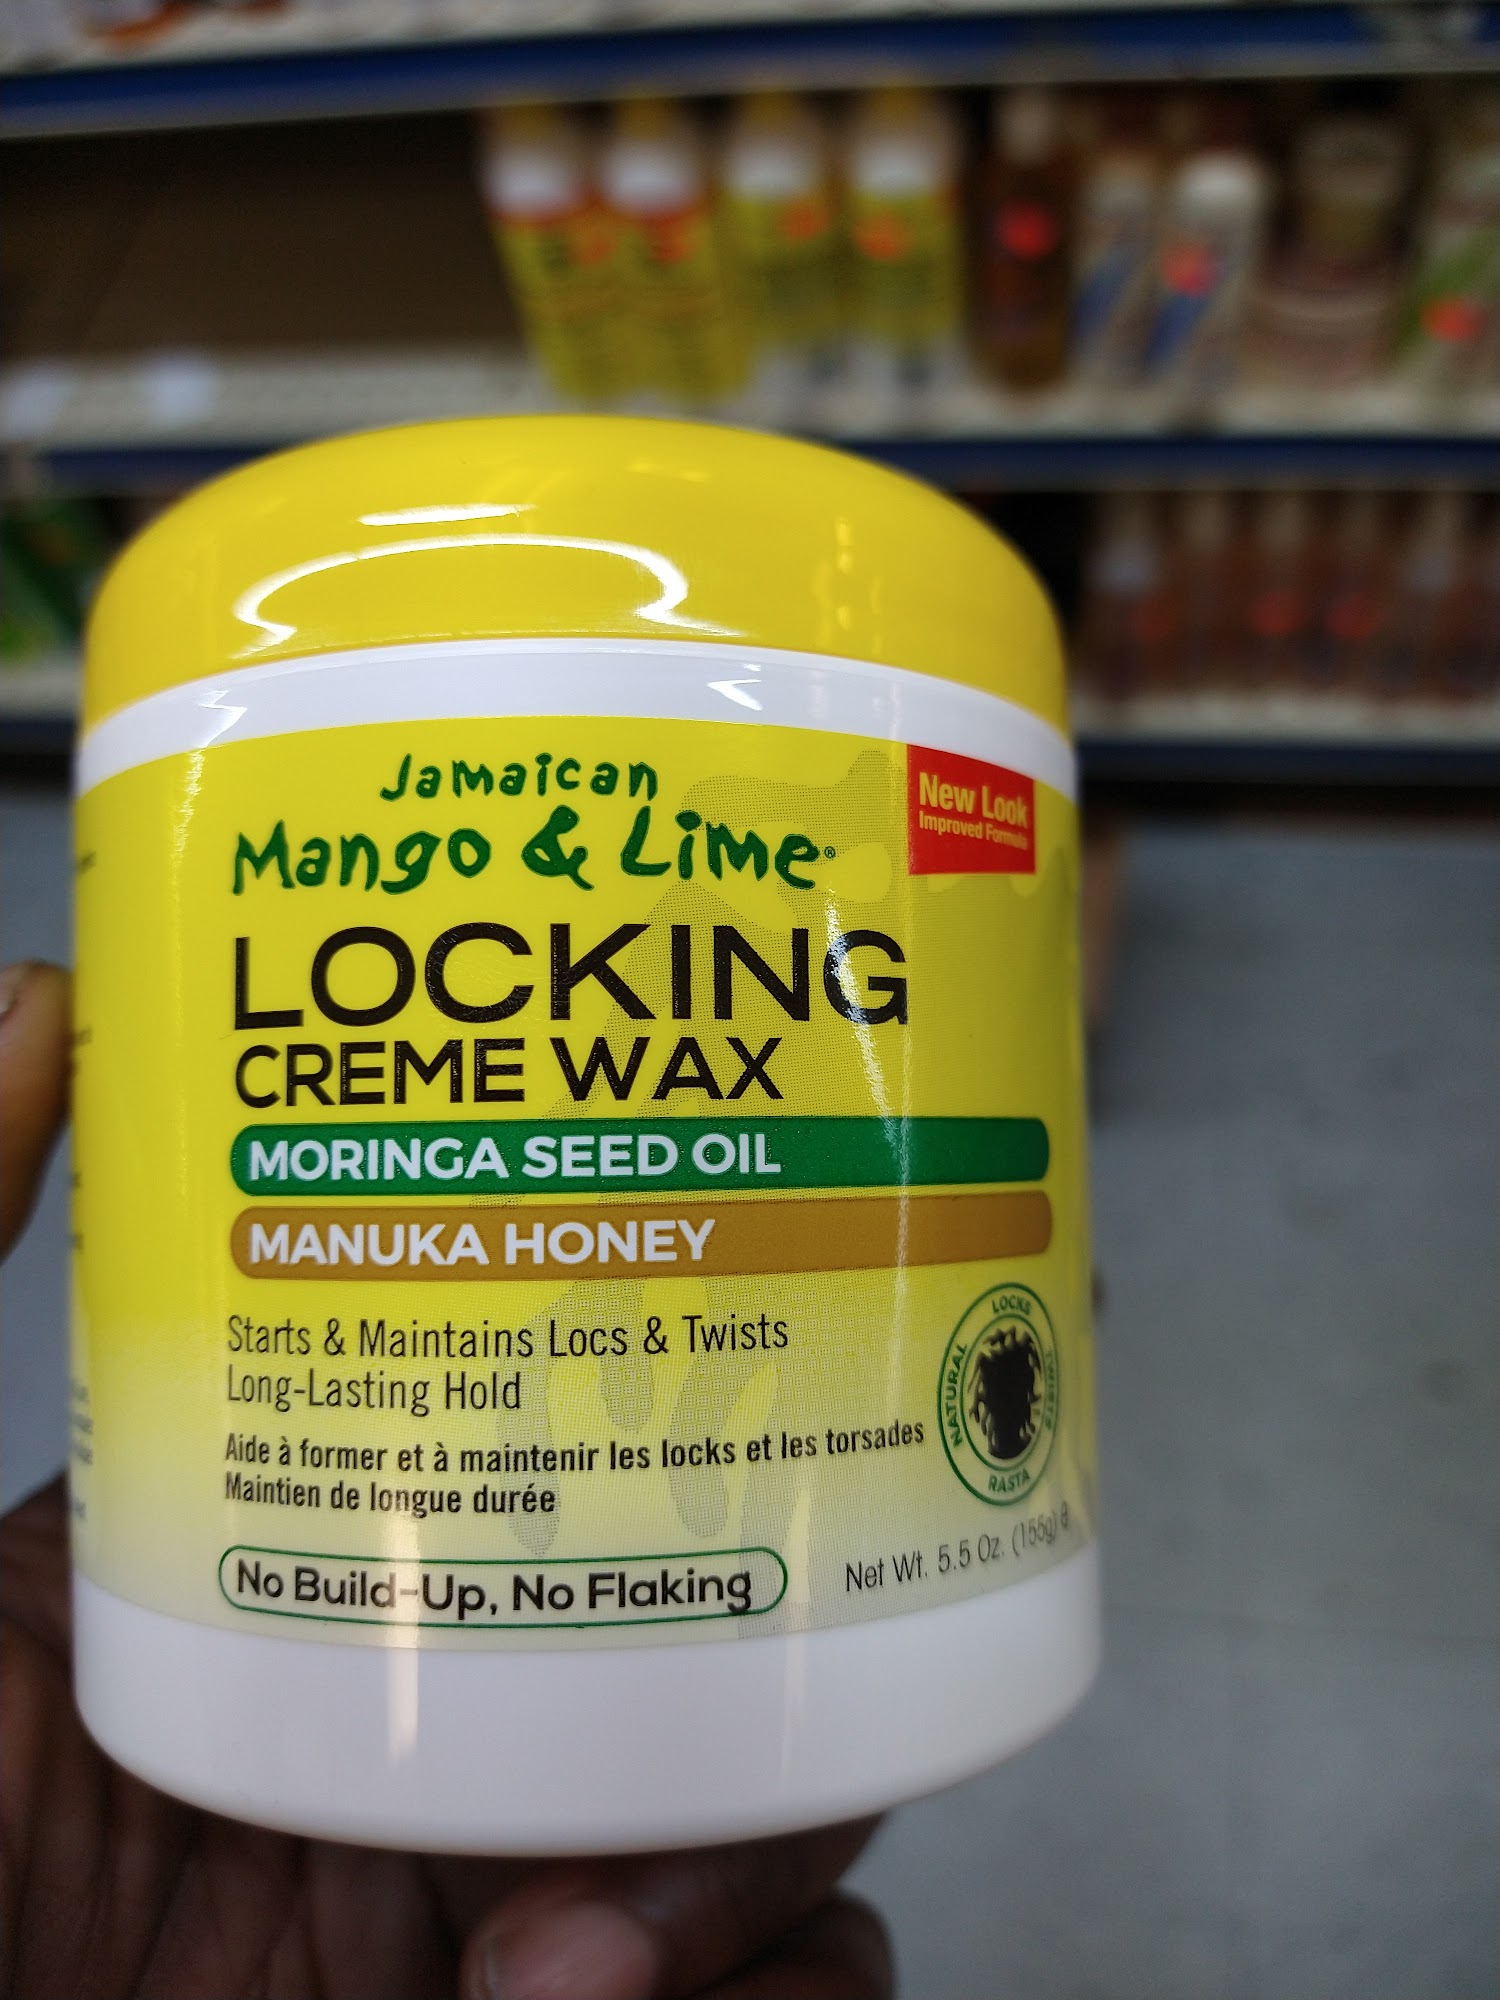 Jamaican
Mango & Lime®
New Look
Improved Formula
LOCKING
CREME WAX
MORINGA SEED OIL
MANUKA HONEY
Starts & Maintains Locs & Twists
Long-Lasting Hold
Aide à former et à maintenir les locks et les torsades
Maintien de longue durée
LOCKS
TWISTS
RASTA
NATURAL
No Build-Up, No Flaking
Net Wt. 5.5 Oz. (156g) e